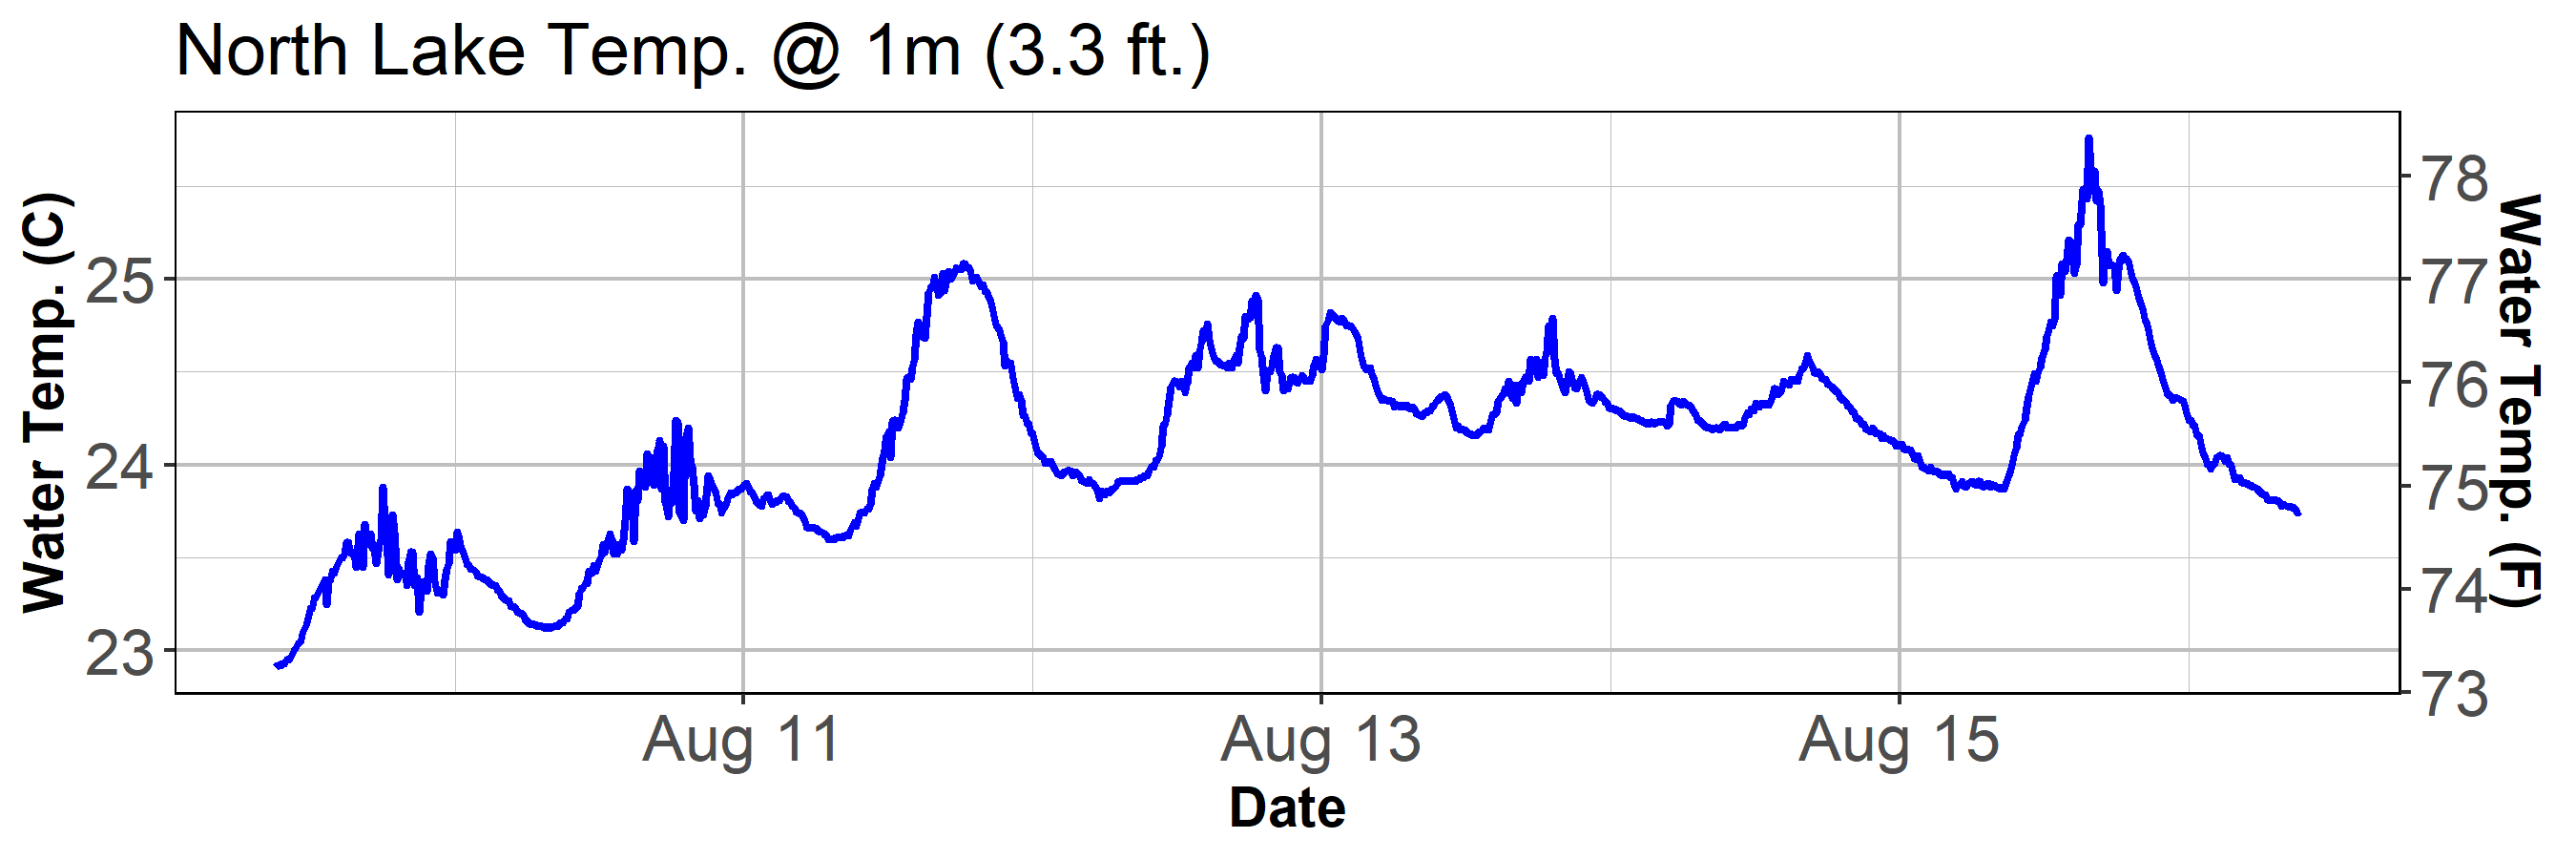 North Lake Temp. @ 1m (3.3 ft.)
Water Temp. (C)
25
24
23
78
77
76
75
74
73
Water Temp. (F)
Aug 11 Aug 13 Aug 15
Date